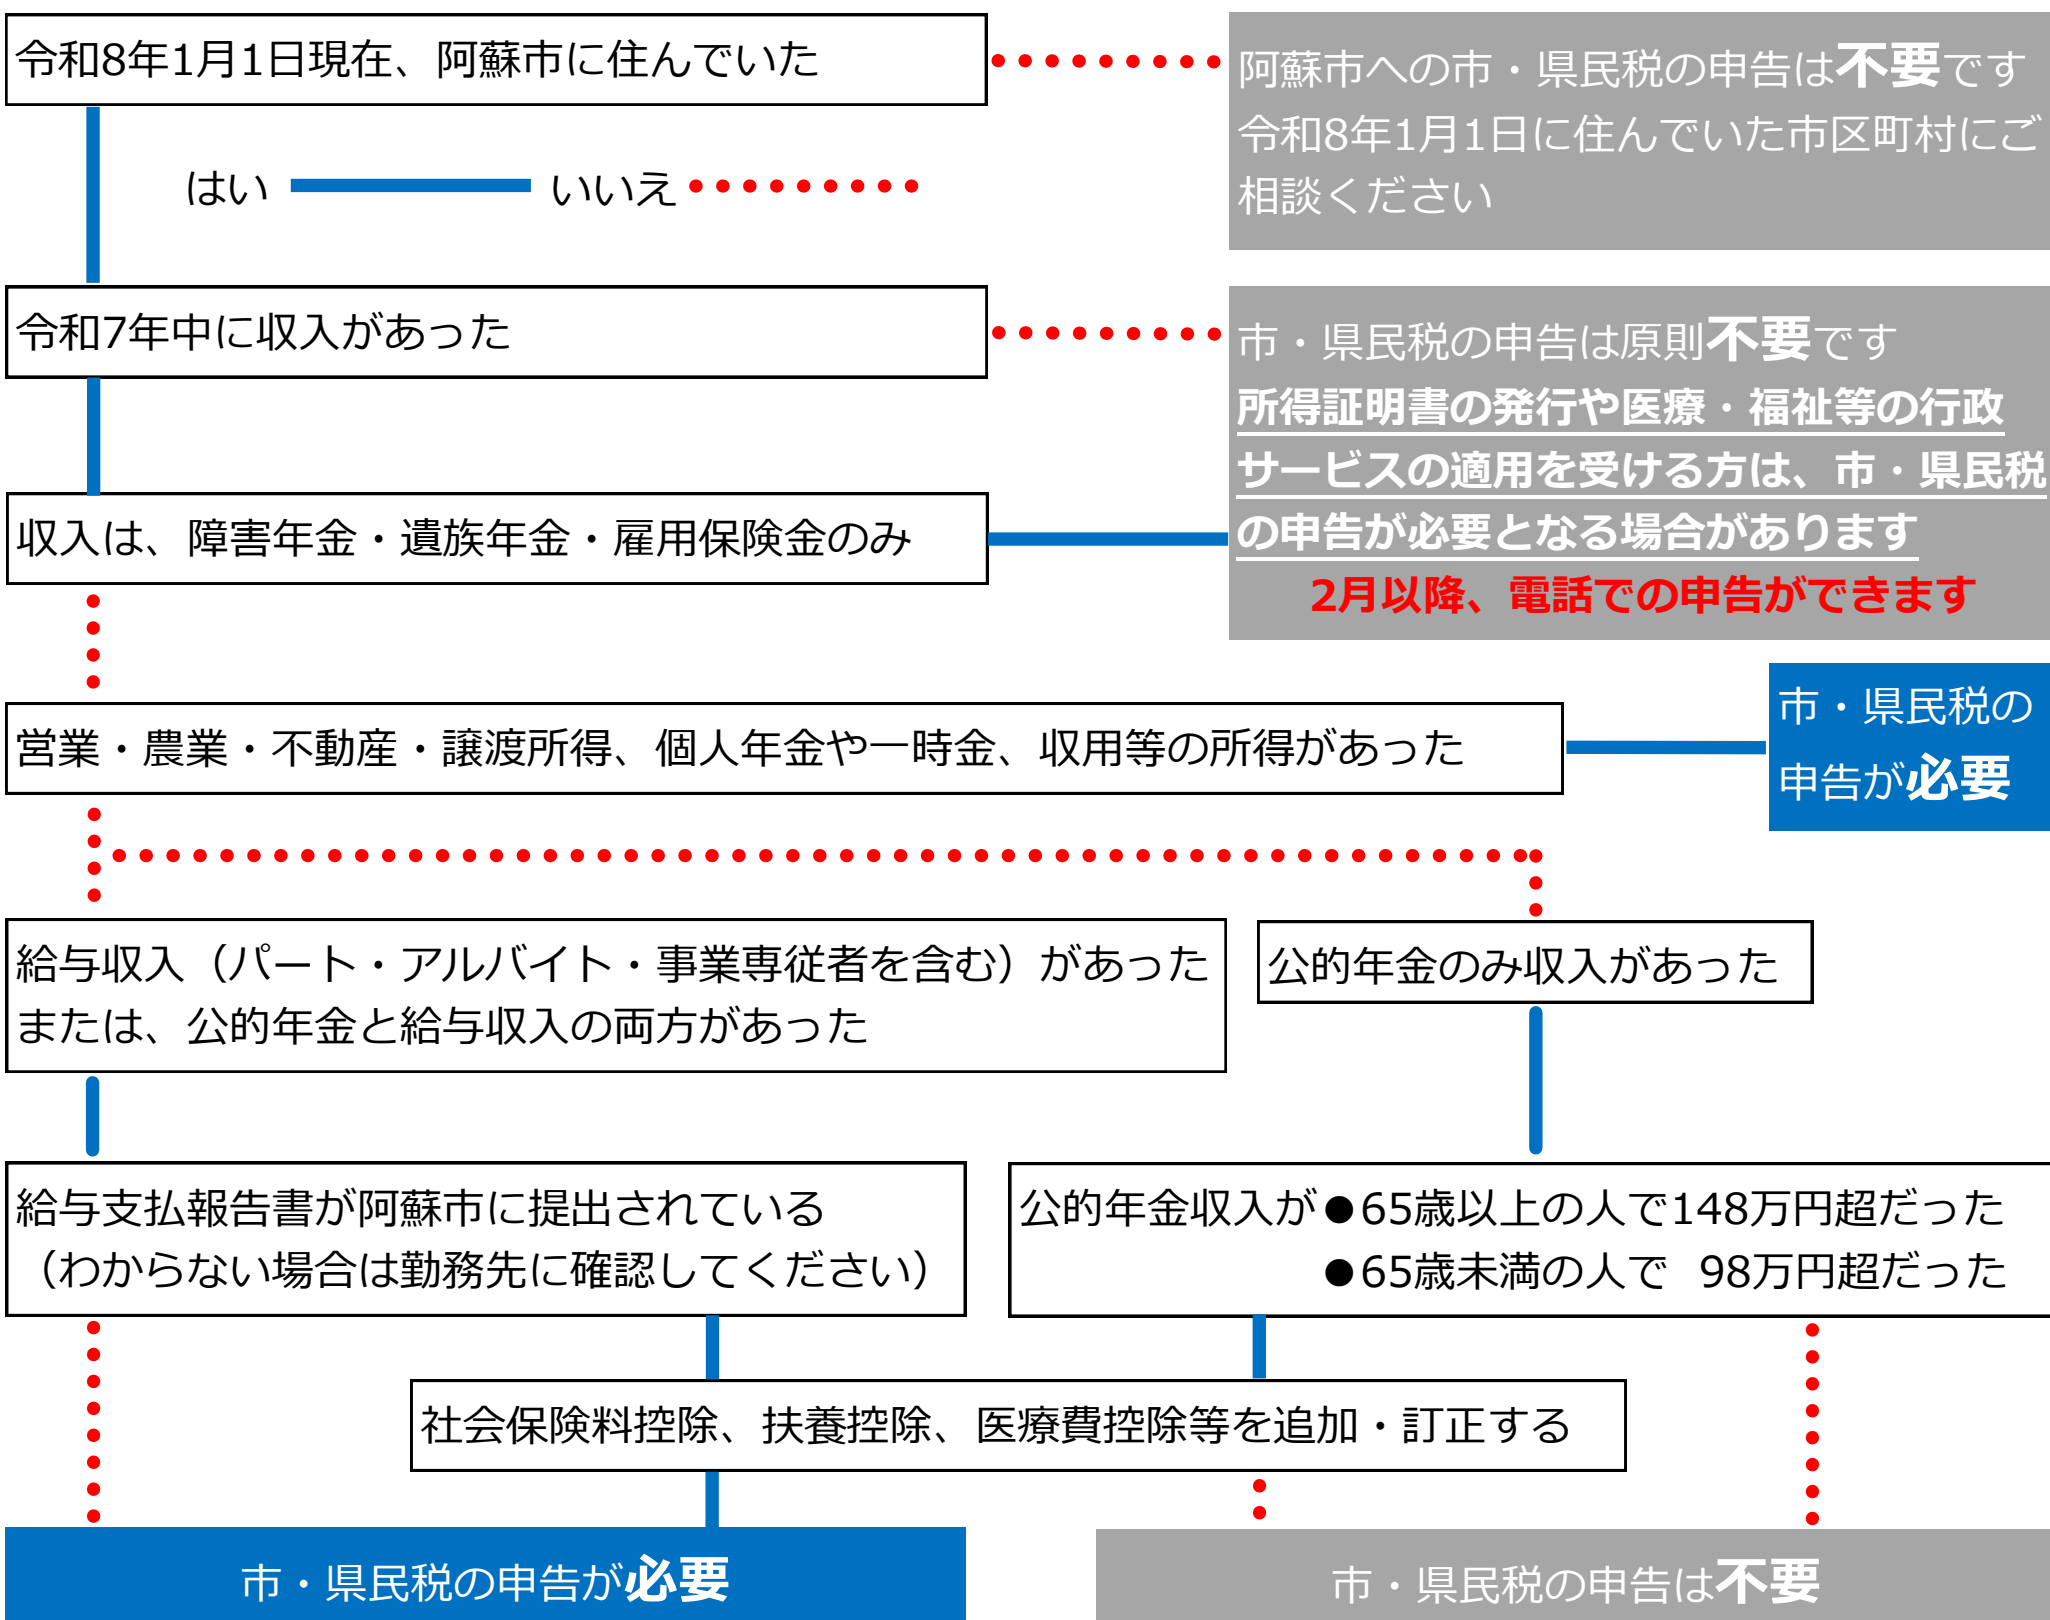 令和8年1月1日現在、阿蘇市に住んでいた
阿蘇市への市・県民税の申告は不要です
令和8年1月1日に住んでいた市区町村にご
相談ください
はい いいえ
令和7年中に収入があった
市・県民税の申告は原則不要です
所得証明書の発行や医療・福祉等の行政
サービスの適用を受ける方は、市・県民税
の申告が必要となる場合があります
2月以降、電話での申告ができます
収入は、障害年金・遺族年金・雇用保険金のみ
営業・農業・不動産・譲渡所得、個人年金や一時金、収用等の所得があった
市・県民税の
申告が必要
給与収入（パート・アルバイト・事業専従者を含む）があった
または、公的年金と給与収入の両方があった
公的年金のみ収入があった
給与支払報告書が阿蘇市に提出されている
（わからない場合は勤務先に確認してください）
公的年金収入が●65歳以上の人で148万円超だった
●65歳未満の人で 98万円超だった
社会保険料控除、扶養控除、医療費控除等を追加・訂正する
市・県民税の申告が必要
市・県民税の申告は不要